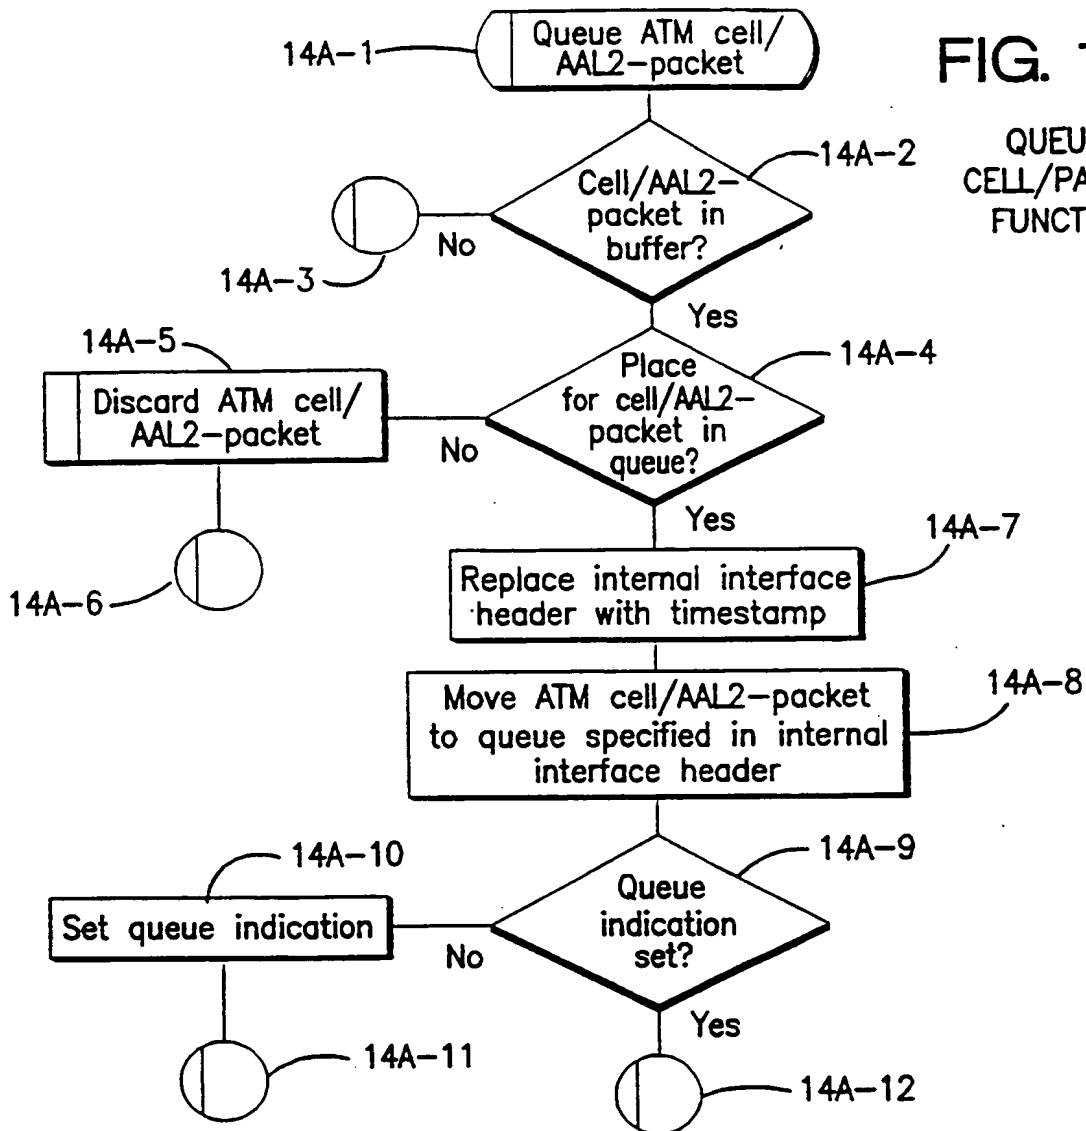 14A-1
Queue ATM cell/
AAL2-packet
FIG.
QUEU
CELL/PA
FUNCT
14A-2
Cell/AAL2-
packet in
buffer?
No
14A-3
Yes
14A-5
14A-4
Place
for cell/AAL2-
packet in
queue?
Discard ATM cell/
AAL2-packet
No
Yes
14A-6
14A-7
Replace internal interface
header with timestamp
14A-8
Move ATM cell/AAL2-packet
to queue specified in internal
interface header
14A-10
14A-9
Queue
indication
set?
Set queue indication
No
Yes
14A-11
14A-12